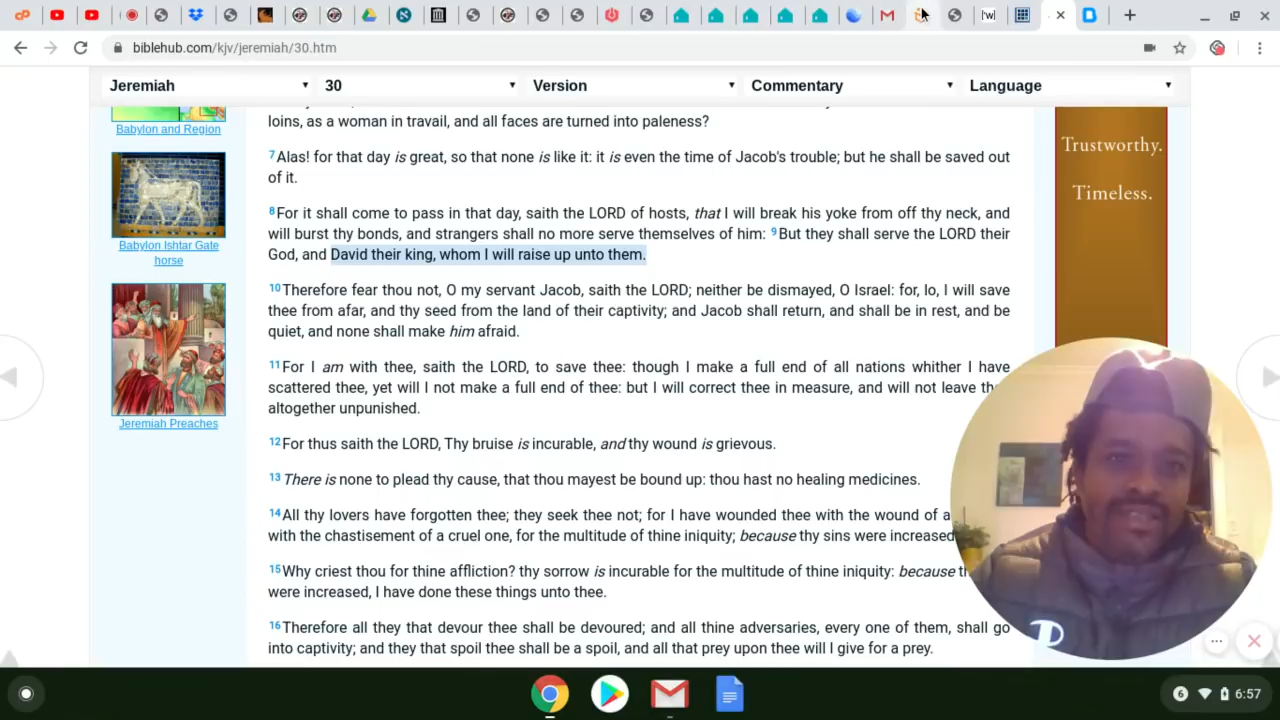 biblehub.com/kjv/jeremiah/30.htm
Jeremiah
30
Version
Commentary
Language
Babylon and Region
Babylon Ishtar Gate
horse
Jeremiah Preaches
loins, as a woman in travail, and all faces are turned into paleness?
7Alas! for that day is great, so that none is like it: it is even the time of Jacob's trouble; but he shall be saved out
of it.
8For it shall come to pass in that day, saith the LORD of hosts, that I will break his yoke from off thy neck, and
will burst thy bonds, and strangers shall no more serve themselves of him: 9But they shall serve the LORD their
God, and David their king, whom I will raise up unto them.
10Therefore fear thou not, O my servant Jacob, saith the LORD; neither be dismayed, O Israel: for, lo, I will save
thee from afar, and thy seed from the land of their captivity; and Jacob shall return, and shall be in rest, and be
quiet, and none shall make him afraid.
11For I am with thee, saith the LORD, to save thee: though I make a full end of all nations whither I have
scattered thee, yet will I not make a full end of thee: but I will correct thee in measure, and will not leave
altogether unpunished.
12For thus saith the LORD, Thy bruise is incurable, and thy wound is grievous.
13There is none to plead thy cause, that thou mayest be bound up: thou hast no healing medicines.
14All thy lovers have forgotten thee; they seek thee not; for I have wounded thee with the wound of a
with the chastisement of a cruel one, for the multitude of thine iniquity; because thy sins were increased
15Why criest thou for thine affliction? thy sorrow is incurable for the multitude of thine iniquity: because
were increased, I have done these things unto thee.
16Therefore all they that devour thee shall be devoured; and all thine adversaries, every one of them, shall go
into captivity; and they that spoil thee shall be a spoil, and all that prey upon thee will I give for a prey.
Trustworthy.
Timeless.
6
6:57